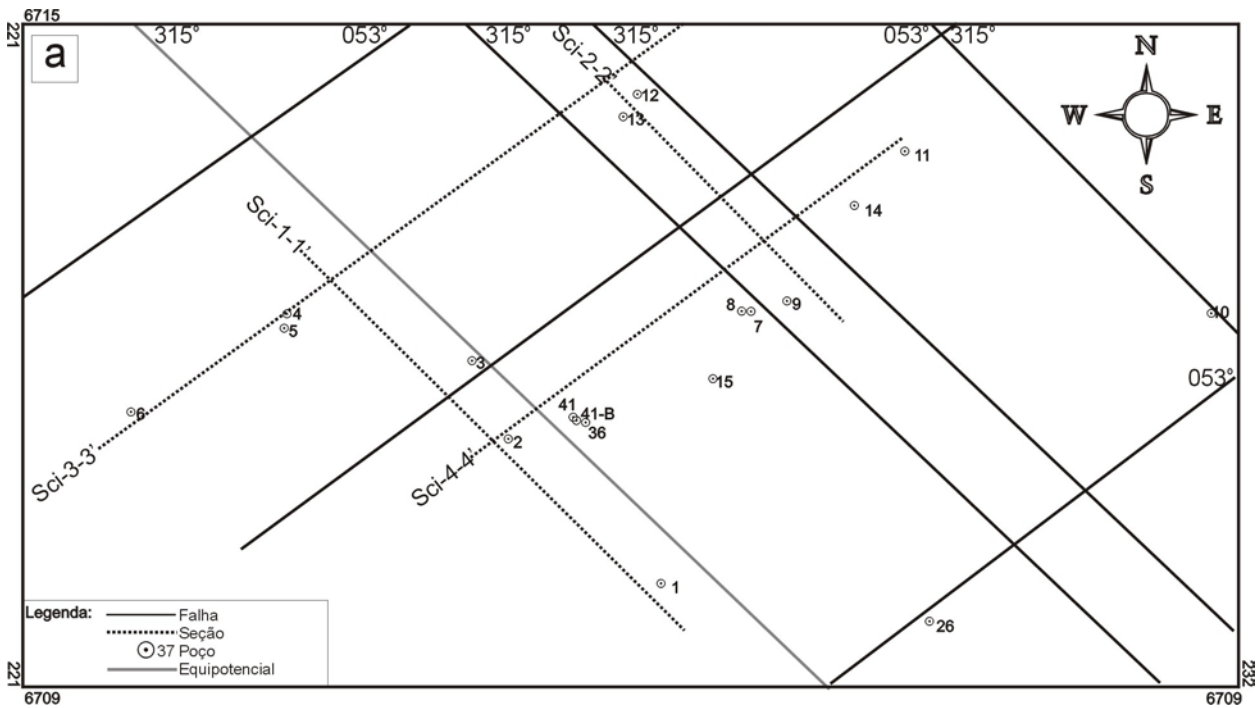 6715
221
a
315°
053°
315°
315°
053°
315°
Sci-2-2'
N
W E
S
12
13
11
14
Sci-1-1'
4
5
8
7
9
10
3
15
053°
6
41
41-B
36
2
Sci-3-3'
Sci-4-4'
1
26
Legenda:
Falha
Seção
37 Poço
Equipotencial
221
6709
232
6709